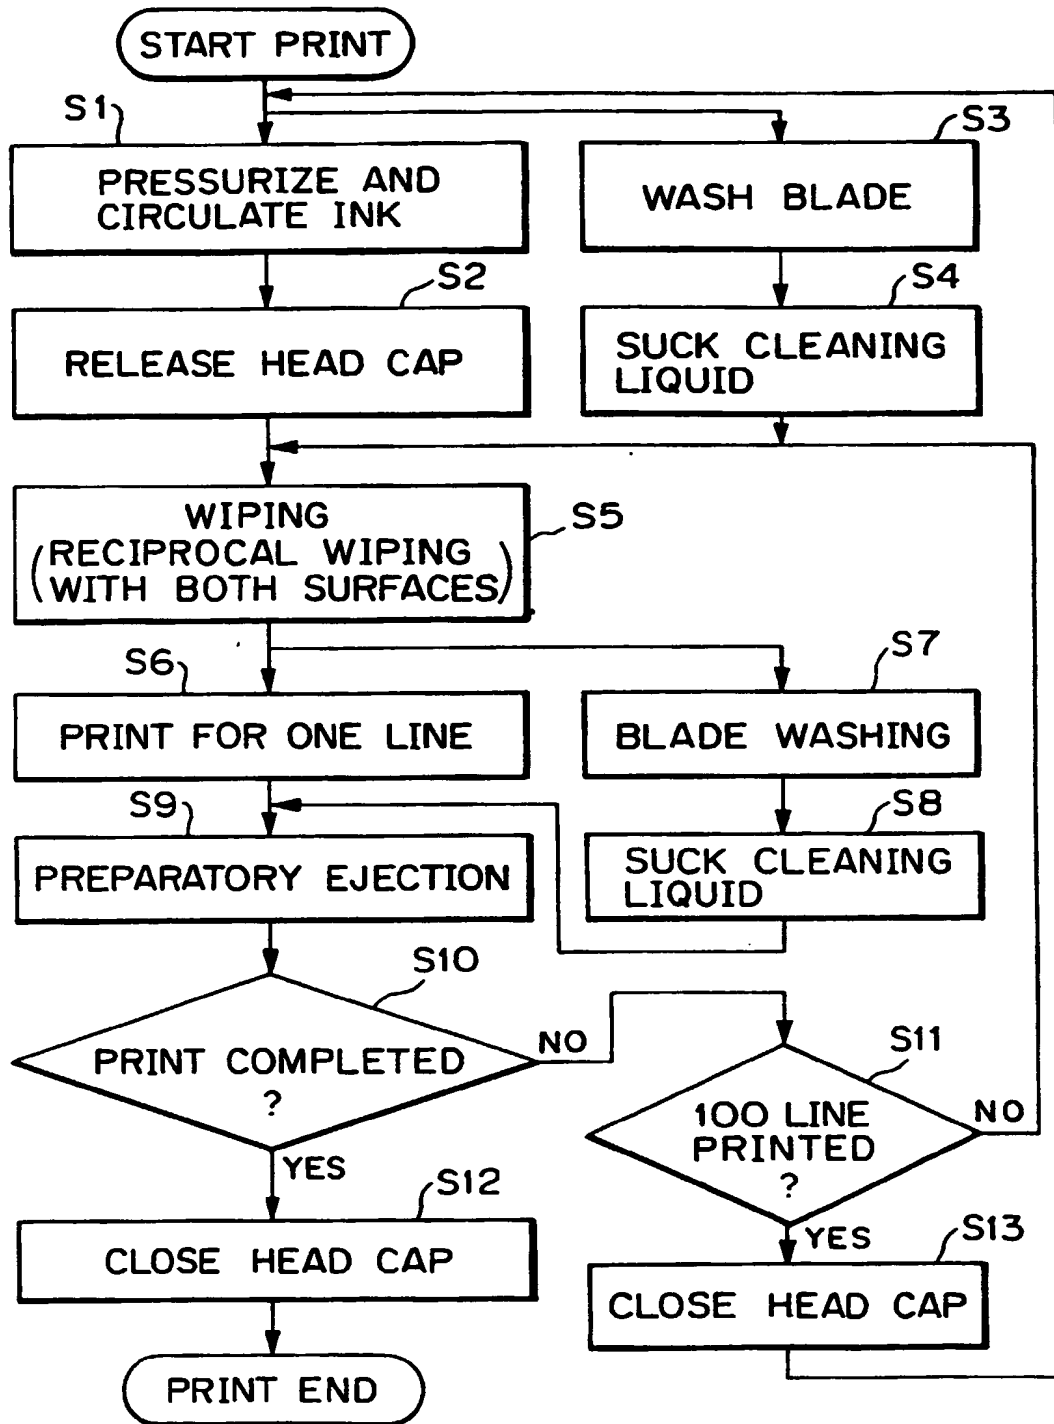 START PRINT
S1
PRESSURIZE AND
CIRCULATE INK
S3
WASH BLADE
S2
RELEASE HEAD CAP
S4
SUCK CLEANING
LIQUID
S5
WIPING
(RECIPROCAL WIPING
WITH BOTH SURFACES)
S6
PRINT FOR ONE LINE
S7
BLADE WASHING
S9
PREPARATORY EJECTION
S8
SUCK CLEANING
LIQUID
S10
PRINT COMPLETED
?
NO
YES
S11
100 LINE
PRINTED
?
NO
YES
S12
CLOSE HEAD CAP
S13
CLOSE HEAD CAP
PRINT END